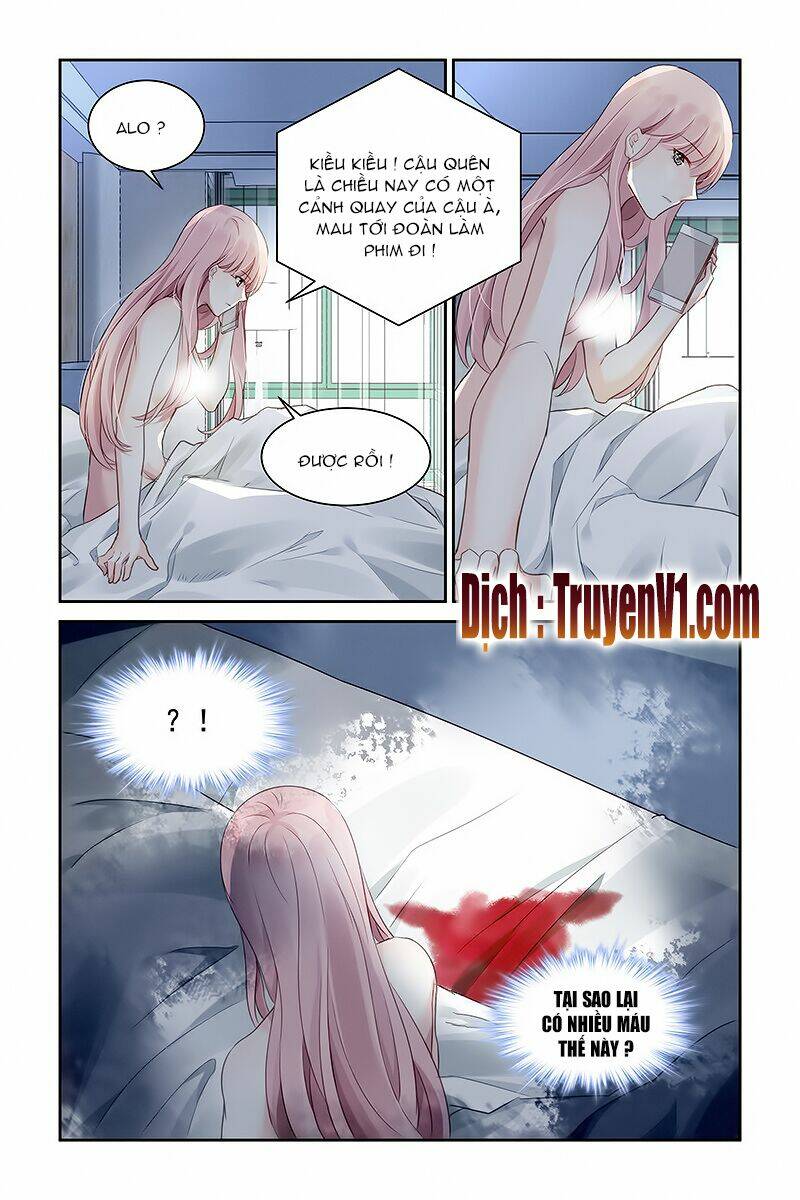 ALO ?
KIỀU KIỀU ! CẬU QUÊN
LÀ CHIỀU NAY CÓ MỘT
CẢNH QUAY CỦA CẬU À,
MAU TỚI ĐOÀN LÀM
PHIM ĐI !
ĐƯỢC RỒI !
Dịch : TruyenV1.com
? !
TẠI SAO LẠI
CÓ NHIỀU MÁU
THẾ NÀY ?